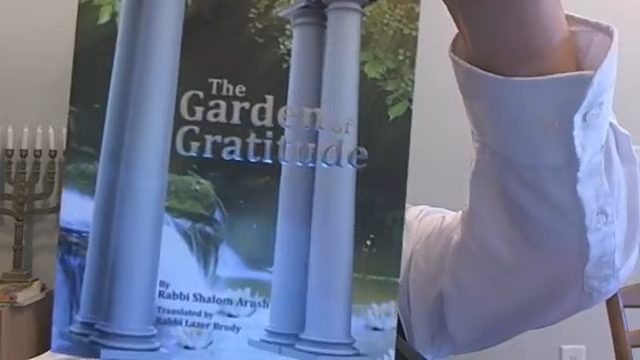 The
Garden of
Gratitude
By
Rabbi Shalom Arush
Translated by
Rabbi Lazer Brody